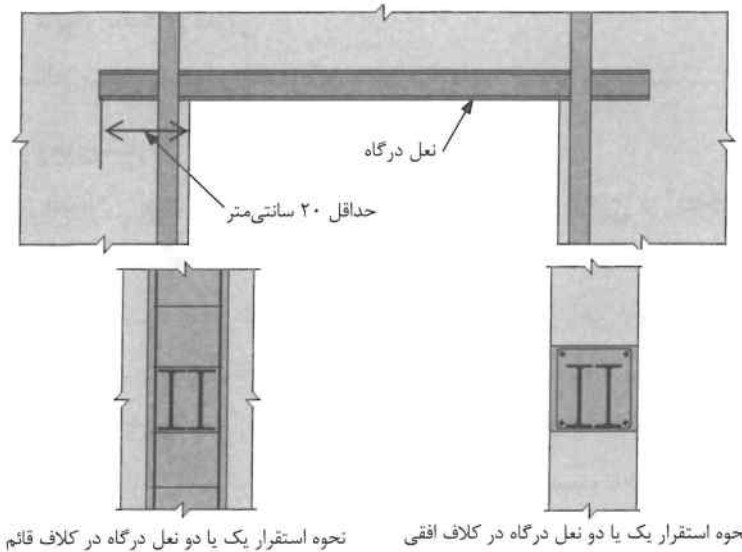 نعل درگاه
حداقل ۲۰ سانتی‌متر
نحوه استقرار یک یا دو نعل درگاه در کلاف افقی
نحوه استقرار یک یا دو نعل درگاه در کلاف قائم